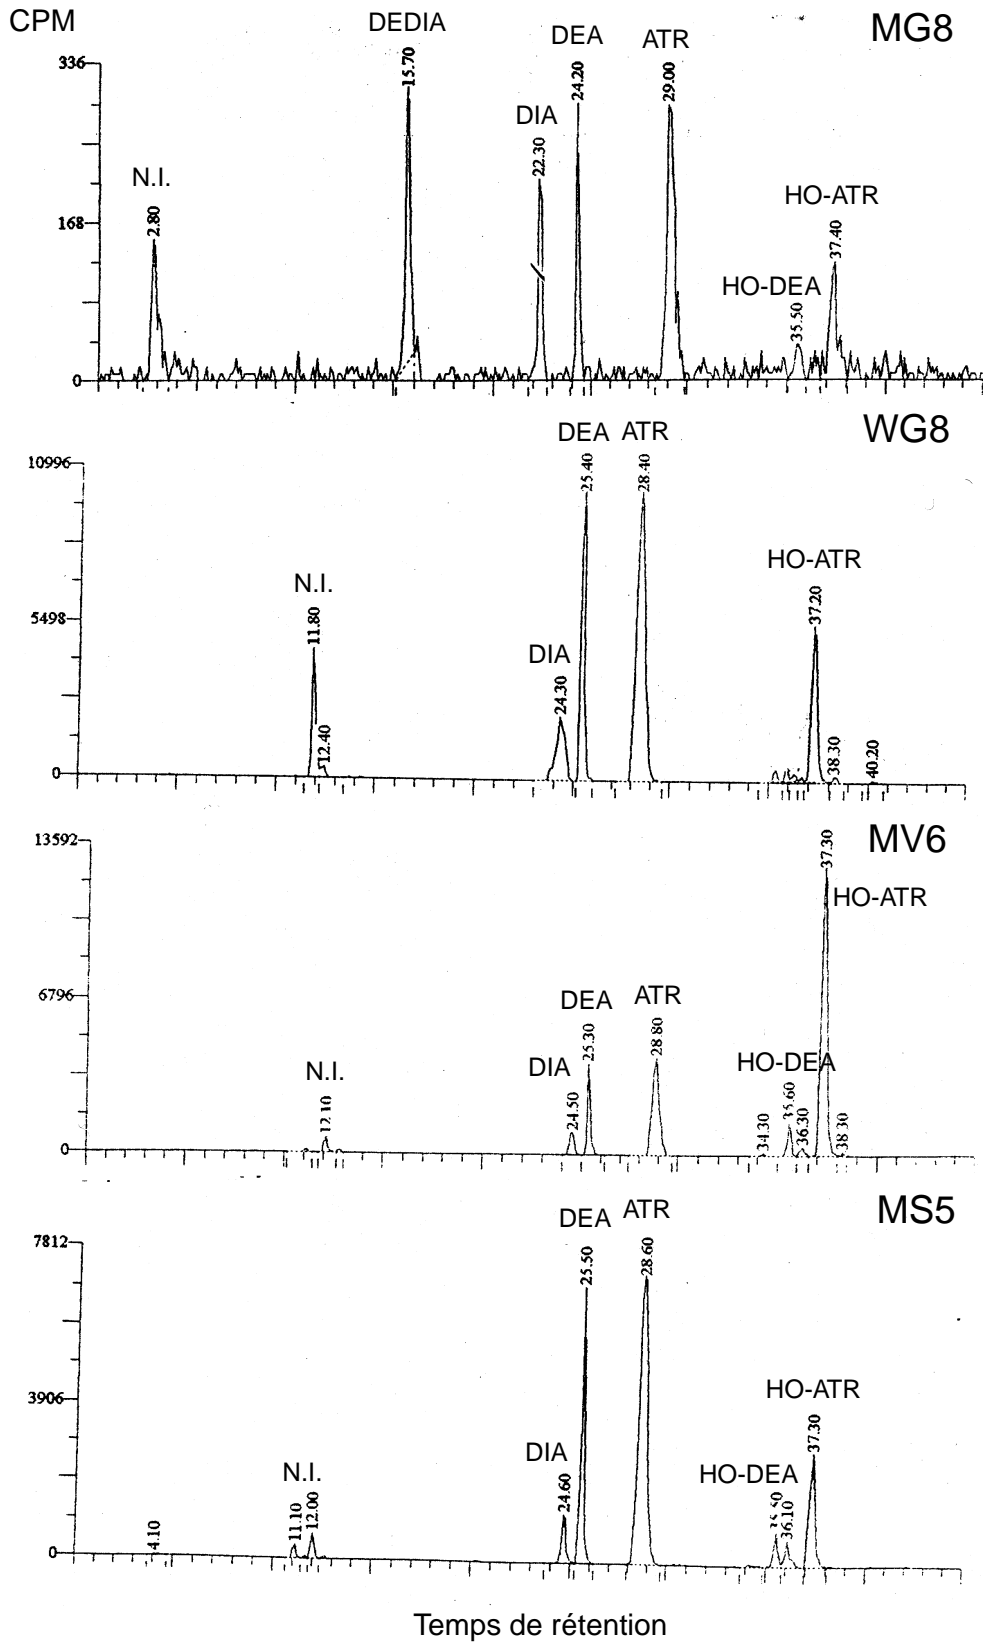 CPM
MG8
DEDIA
DEA
ATR
336
15.70
24.20
29.00
DIA
22.30
N.I.
2.80
168
HO-ATR
37.40
HO-DEA
35.50
0
WG8
DEA
ATR
10996
25.40
28.40
N.I.
HO-ATR
11.80
5498
37.20
DIA
24.30
12.40
38.30
40.20
0
MV6
13592
37.30
HO-ATR
6796
DEA
ATR
25.30
28.80
N.I.
DIA
HO-DEA
12.10
24.50
35.60
34.30
36.30
38.30
0
MS5
DEA
ATR
7812
25.50
28.60
3906
HO-ATR
37.30
DIA
N.I.
HO-DEA
24.60
11.10
12.00
36.10
4.10
0
Temps de rétention